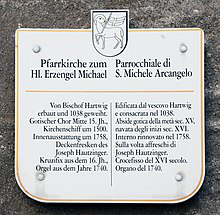 Pfarrkirche zum
Hl. Erzengel Michael
Parrocchiale di
S. Michele Arcangelo
Von Bischof Hartwig
erbaut und 1038 geweiht.
Gotischer Chor Mitte 15. Jh.,
Kirchenschiff um 1500.
Innenausstattung um 1758,
Deckenfresken des
Joseph Hautzinger.
Kruzifix aus dem 16. Jh.,
Orgel aus dem Jahre 1740.
Edificata dal vescovo Hartwig
e consacrata nel 1038.
Abside gotica della metà sec. XV,
navata degli inizi sec. XVI.
Interno rinnovato nel 1758.
Sulla volta affreschi di
Joseph Hautzinger.
Crocefisso del XVI secolo.
Organo del 1740.